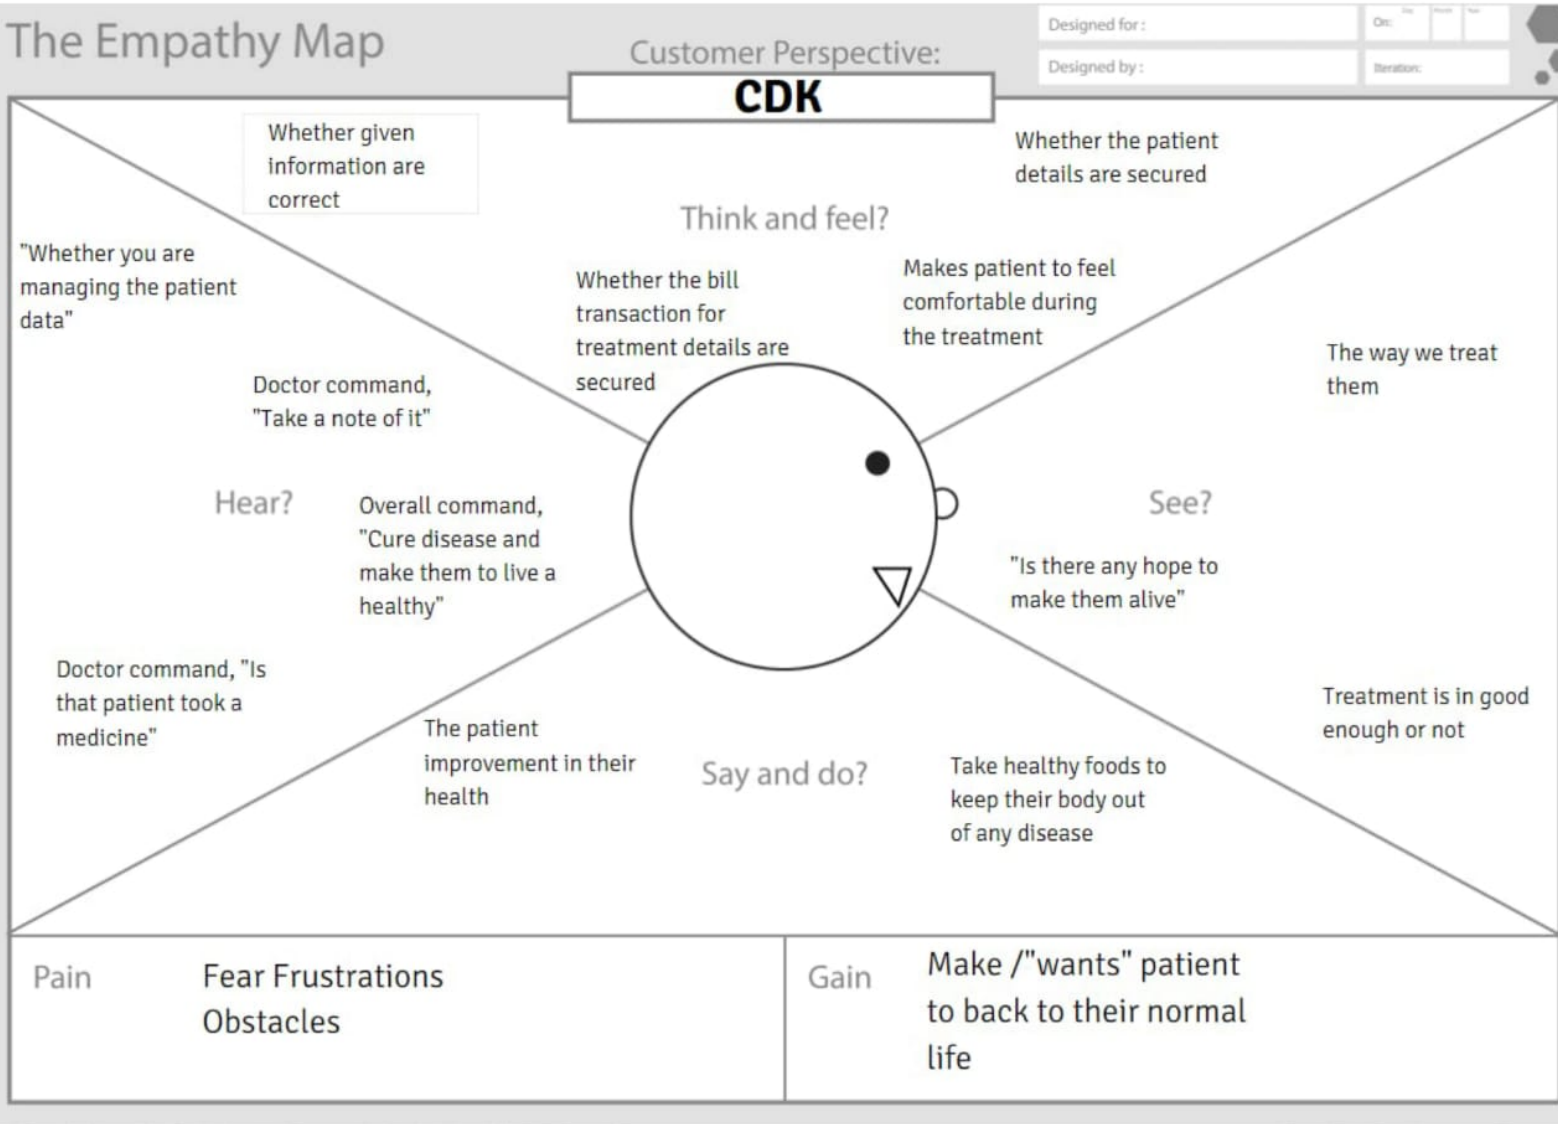 The Empathy Map
Customer Perspective:
CDK
Designed for :
Designed by :
On:
Iteration:
Whether given
information are
correct
Whether the patient
details are secured
Think and feel?
Whether the bill
transaction for
treatment details are
secured
Makes patient to feel
comfortable during
the treatment
"Whether you are
managing the patient
data"
Doctor command,
"Take a note of it"
Hear?
Overall command,
"Cure disease and
make them to live a
healthy"
Doctor command, "Is
that patient took a
medicine"
The way we treat
them
See?
"Is there any hope to
make them alive"
Treatment is in good
enough or not
The patient
improvement in their
health
Say and do?
Take healthy foods to
keep their body out
of any disease
Pain
Fear Frustrations
Obstacles
Gain
Make /"wants" patient
to back to their normal
life